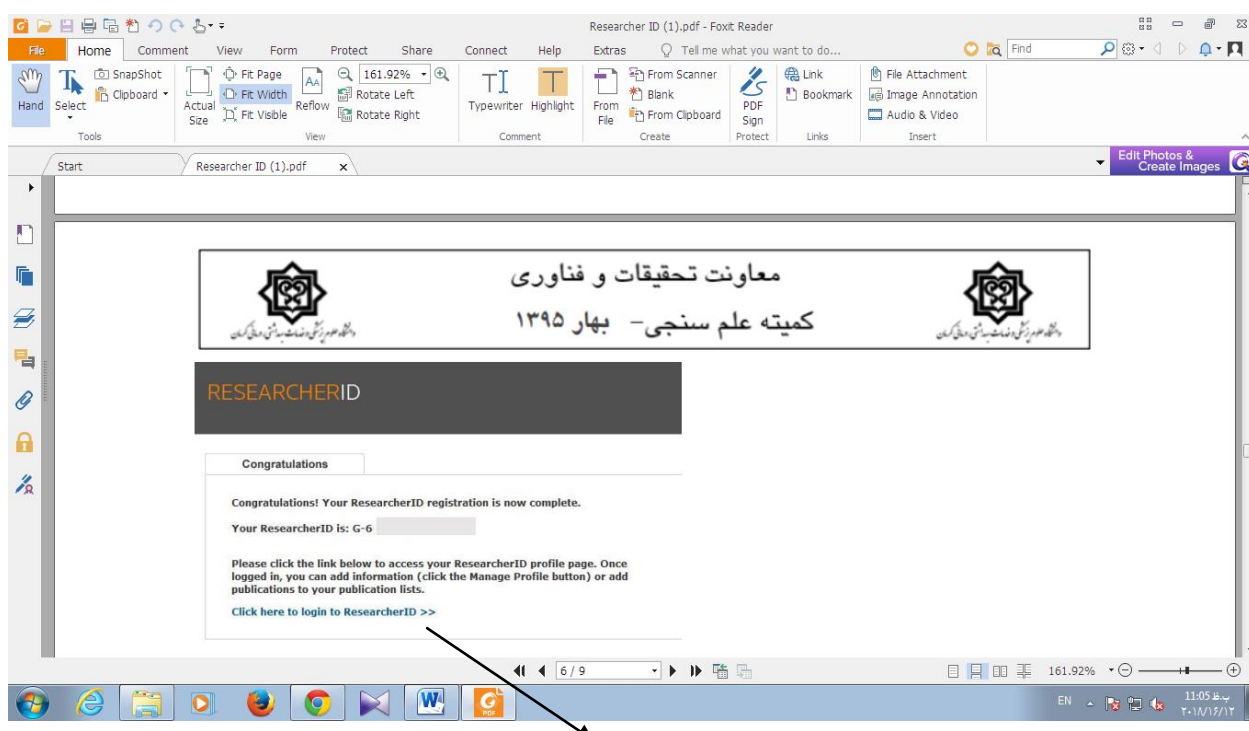 Researcher ID (1).pdf - Foxit Reader
File Home Comment View Form Protect Share Connect Help Extras Tell me what you want to do... Find
Hand
Select
SnapShot
Clipboard
Tools
Actual Size
Fit Page
Fit Width
Fit Visible
Reflow
161.92%
Rotate Left
Rotate Right
View
Typewriter
Highlight
Comment
From File
From Scanner
Blank
From Clipboard
Create
PDF Sign
Protect
Link
Bookmark
Links
File Attachment
Image Annotation
Audio & Video
Insert
Start
Researcher ID (1).pdf x
Edit Photos &
Create Images
معاونت تحقیقات و فناوری
کمیته علم سنجی – بهار ۱۳۹۵
RESEARCHERID
Congratulations
Congratulations! Your ResearcherID registration is now complete.
Your ResearcherID is: G-6
Please click the link below to access your ResearcherID profile page. Once
logged in, you can add information (click the Manage Profile button) or add
publications to your publication lists.
Click here to login to ResearcherID >>
6 / 9
161.92%
W
PDF
EN
11:05 ب.ظ